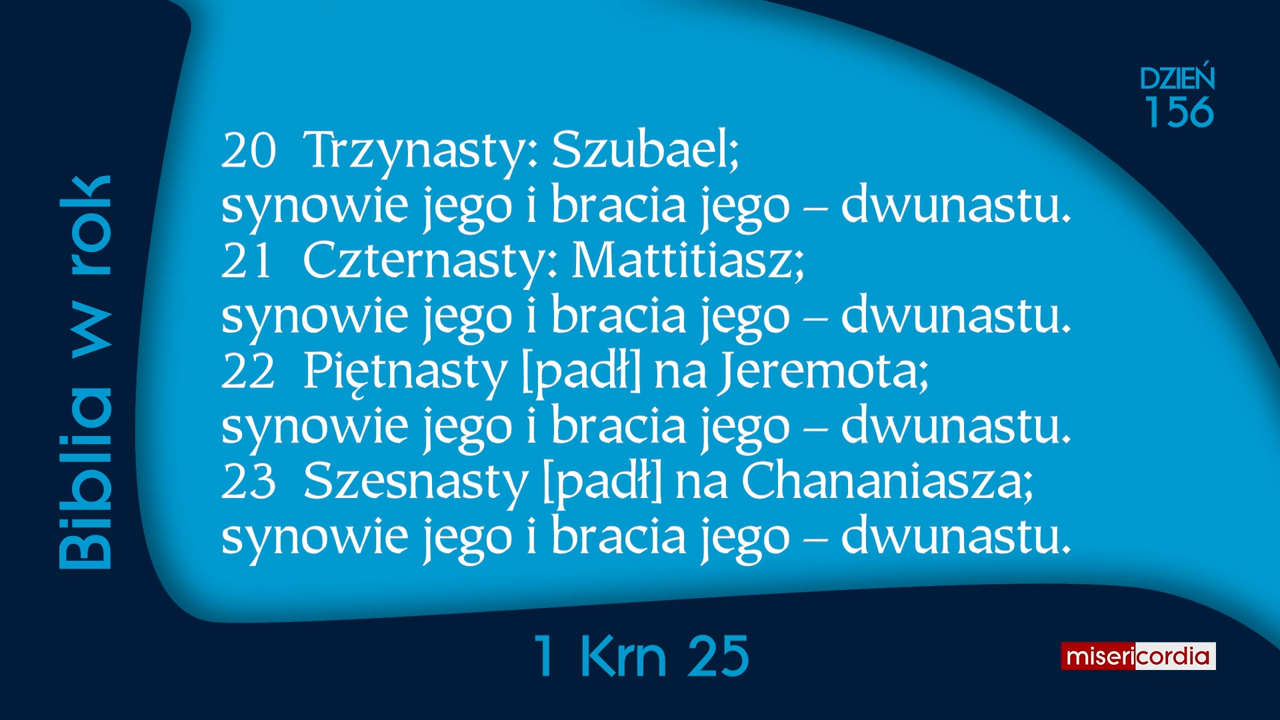 DZIEŃ
156
20 Trzynasty: Szubael;
synowie jego i bracia jego – dwunastu.
21 Czternasty: Mattitiasz;
synowie jego i bracia jego – dwunastu.
22 Piętnasty [padł] na Jeremota;
synowie jego i bracia jego – dwunastu.
23 Szesnasty [padł] na Chananiasza;
synowie jego i bracia jego – dwunastu.
Biblia w rok
1 Krn 25
misericordia